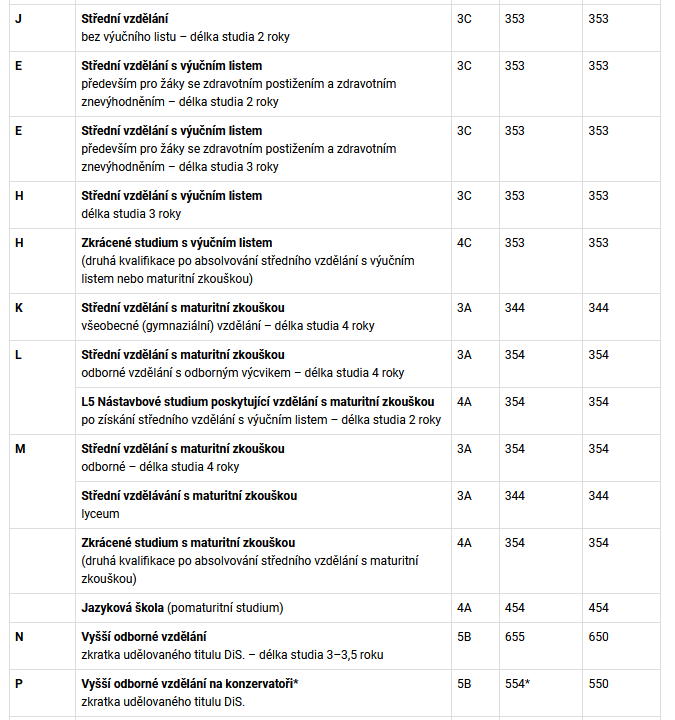 J Střední vzdělání 3C 353 353
bez výučního listu – délka studia 2 roky
E Střední vzdělání s výučním listem 3C 353 353
především pro žáky se zdravotním postižením a zdravotním
znevýhodněním – délka studia 2 roky
E Střední vzdělání s výučním listem 3C 353 353
především pro žáky se zdravotním postižením a zdravotním
znevýhodněním – délka studia 3 roky
H Střední vzdělání s výučním listem 3C 353 353
délka studia 3 roky
H Zkrácené studium s výučním listem 4C 353 353
(druhá kvalifikace po absolvování středního vzdělání s výučním
listem nebo maturitní zkouškou)
K Střední vzdělání s maturitní zkouškou 3A 344 344
všeobecné (gymnaziální) vzdělání – délka studia 4 roky
L Střední vzdělání s maturitní zkouškou 3A 354 354
odborné vzdělání s odborným výcvikem – délka studia 4 roky
L5 Nástavbové studium poskytující vzdělání s maturitní zkouškou 4A 354 354
po získání středního vzdělání s výučním listem – délka studia 2 roky
M Střední vzdělání s maturitní zkouškou 3A 354 354
odborné – délka studia 4 roky
Střední vzdělávání s maturitní zkouškou 3A 344 344
lyceum
Zkrácené studium s maturitní zkouškou 4A 354 354
(druhá kvalifikace po absolvování středního vzdělání s maturitní
zkouškou)
Jazyková škola (pomaturitní studium) 4A 454 454
N Vyšší odborné vzdělání 5B 655 650
zkratka udělovaného titulu DiS. – délka studia 3–3,5 roku
P Vyšší odborné vzdělání na konzervatoři* 5B 554* 550
zkratka udělovaného titulu DiS.